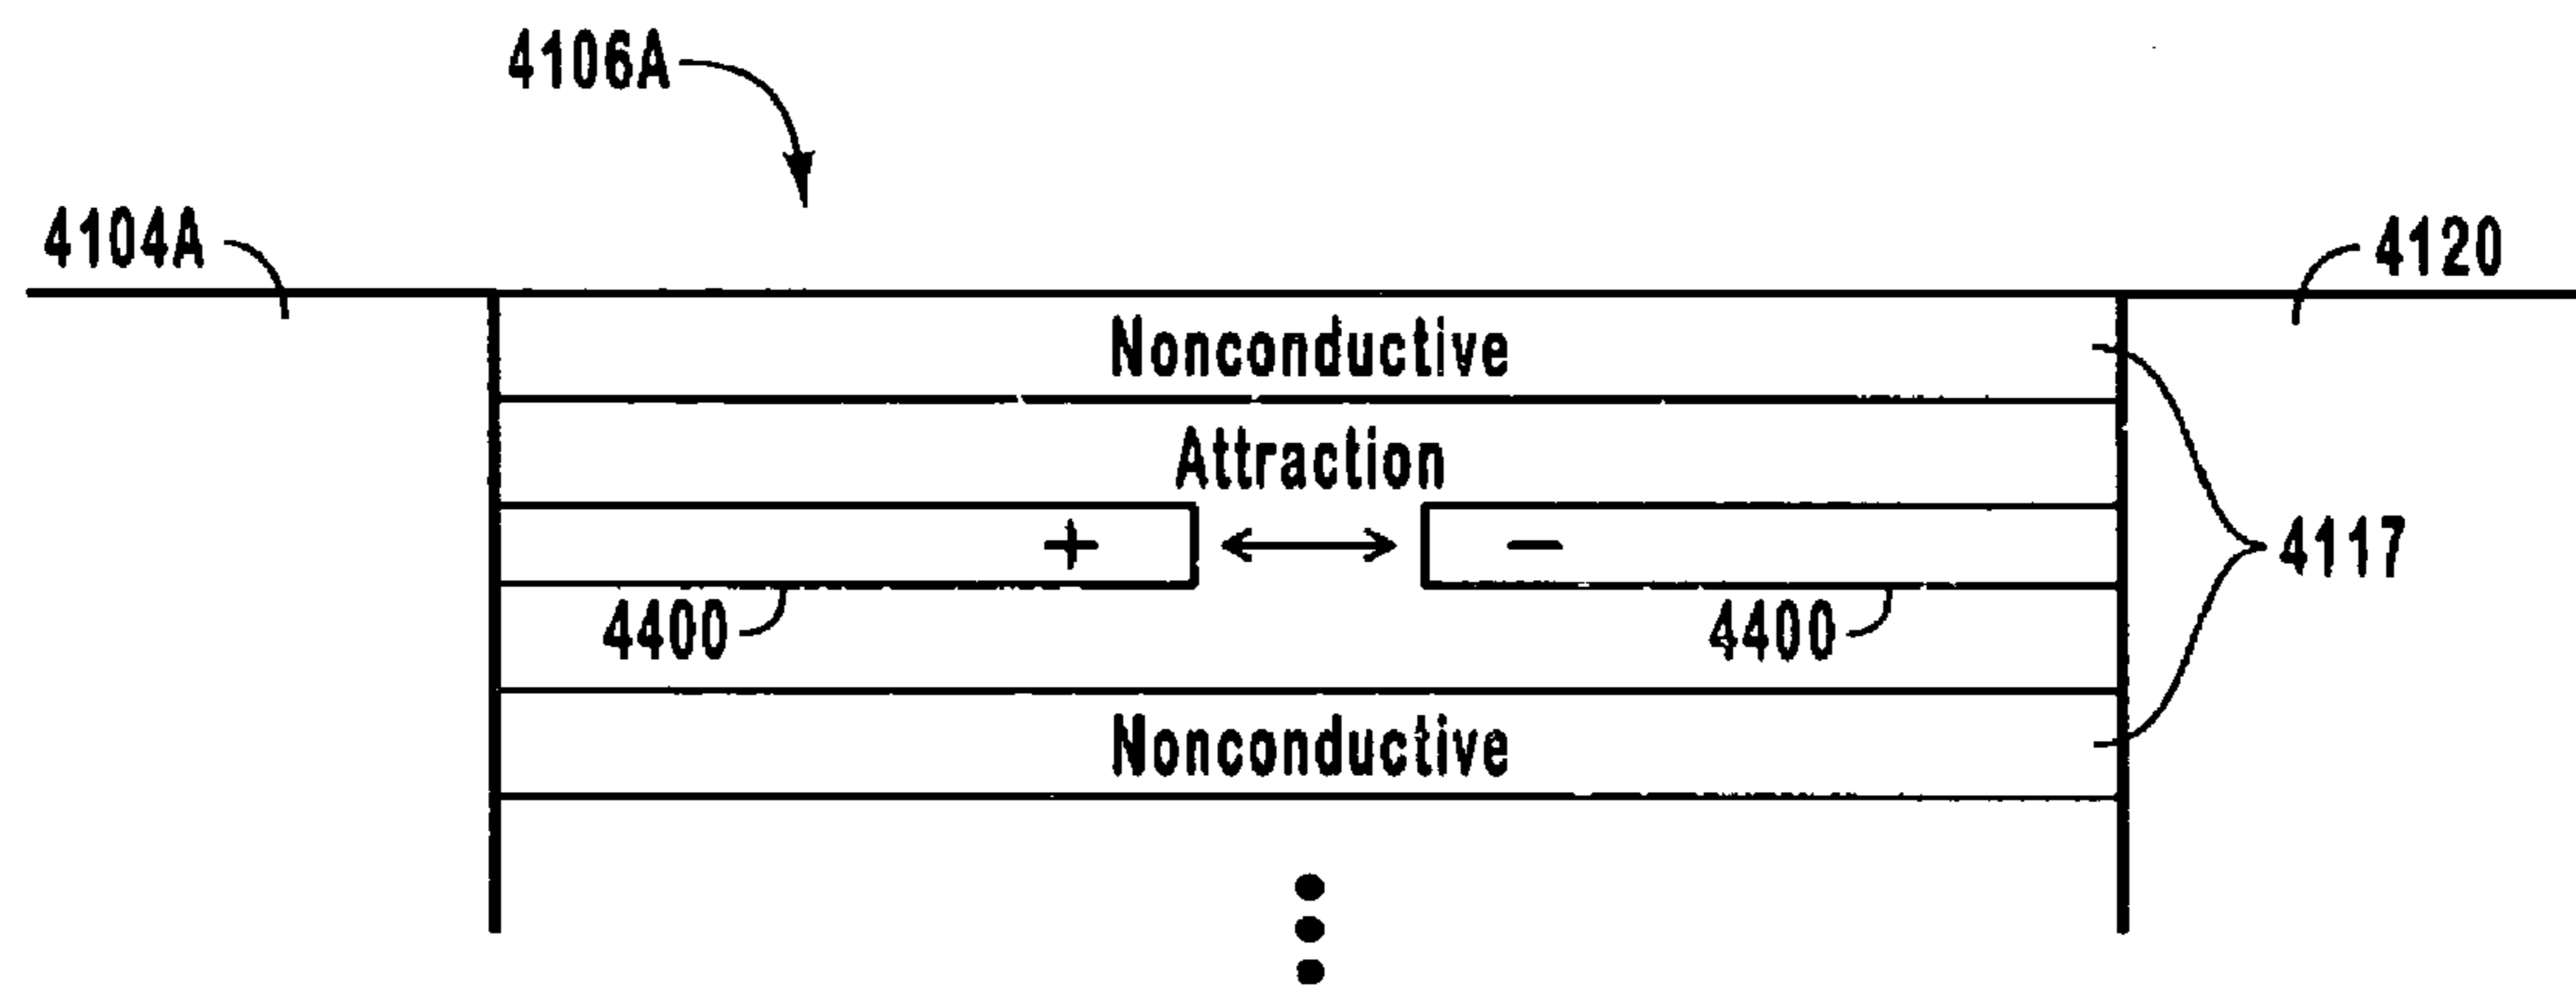 4106A
4104A
4120
Nonconductive
Attraction
+ −
4117
4400 4400
Nonconductive